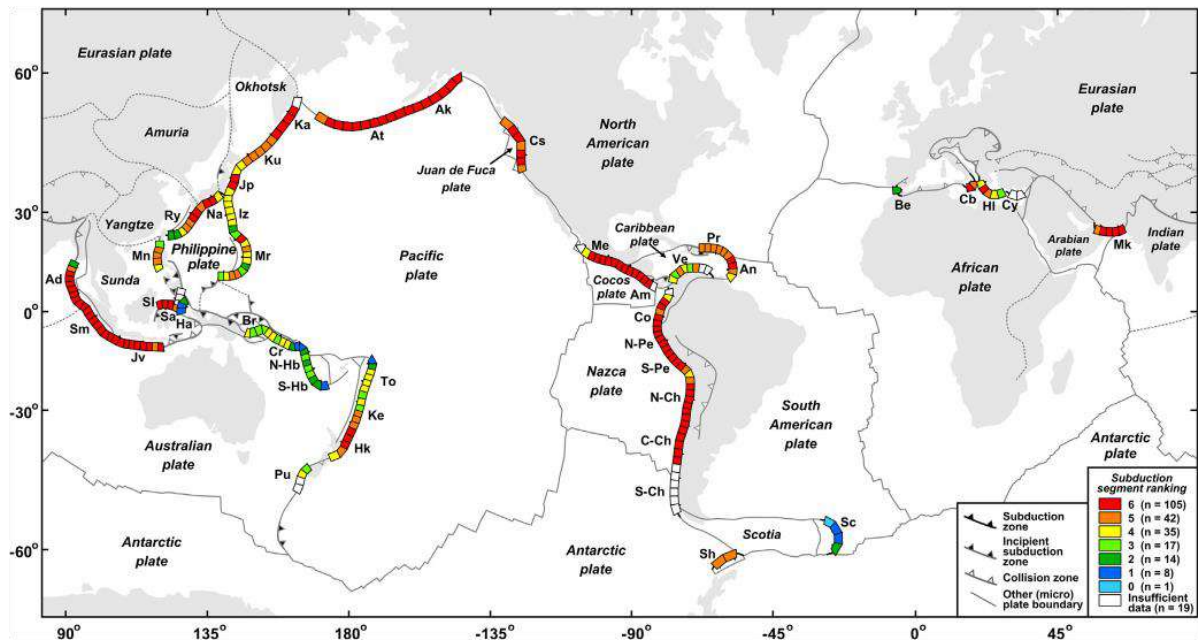 Eurasian plate
Okhotsk
Amuria
Yangtze
Sunda
Philippine
plate
Pacific
plate
Australian
plate
Antarctic
plate
North
American
plate
Juan de Fuca
plate
Caribbean
plate
Cocos
plate
Nazca
plate
South
American
plate
Antarctic
plate
Scotia
African
plate
Eurasian
plate
Arabian
plate
Indian
plate
Antarctic
plate
Ka
Ak
At
Ku
Jp
Na
Ry
Iz
Mn
Mr
Ad
Sl
Sa
Ha
Sm
Jv
Br
Cr
N-Hb
S-Hb
To
Ke
Hk
Pu
Cs
Me
Am
Ve
Pr
An
Co
N-Pe
S-Pe
N-Ch
C-Ch
S-Ch
Sh
Sc
Be
Cb
Hl
Cy
Mk
60°
30°
0°
-30°
-60°
60°
30°
0°
-30°
90°
135°
180°
-135°
-90°
-45°
0°
45°
Subduction
zone
Incipient
subduction
zone
Collision zone
Other (micro)
plate boundary
Subduction
segment ranking
6 (n = 105)
5 (n = 42)
4 (n = 35)
3 (n = 17)
2 (n = 14)
1 (n = 8)
0 (n = 1)
Insufficient
data (n = 19)